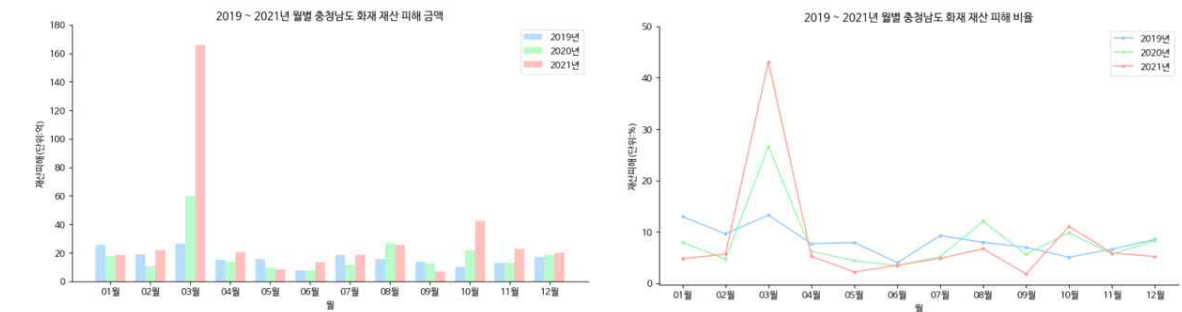 2019 ~ 2021년 월별 충청남도 화재 재산 피해 금액
180
160
140
120
100
80
60
40
20
0
재산피해(단위:억)
2019년
2020년
2021년
01월 02월 03월 04월 05월 06월 07월 08월 09월 10월 11월 12월
월
2019 ~ 2021년 월별 충청남도 화재 재산 피해 비율
50
40
30
20
10
0
재산피해(단위:%)
2019년
2020년
2021년
01월 02월 03월 04월 05월 06월 07월 08월 09월 10월 11월 12월
월